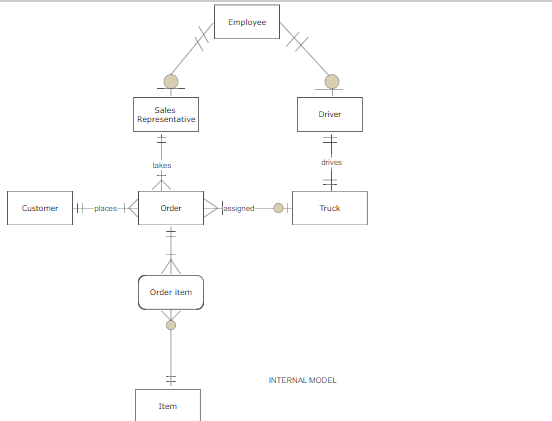 Employee
Sales
Representative
Driver
takes
drives
Customer
places
Order
assigned
Truck
Order item
INTERNAL MODEL
Item